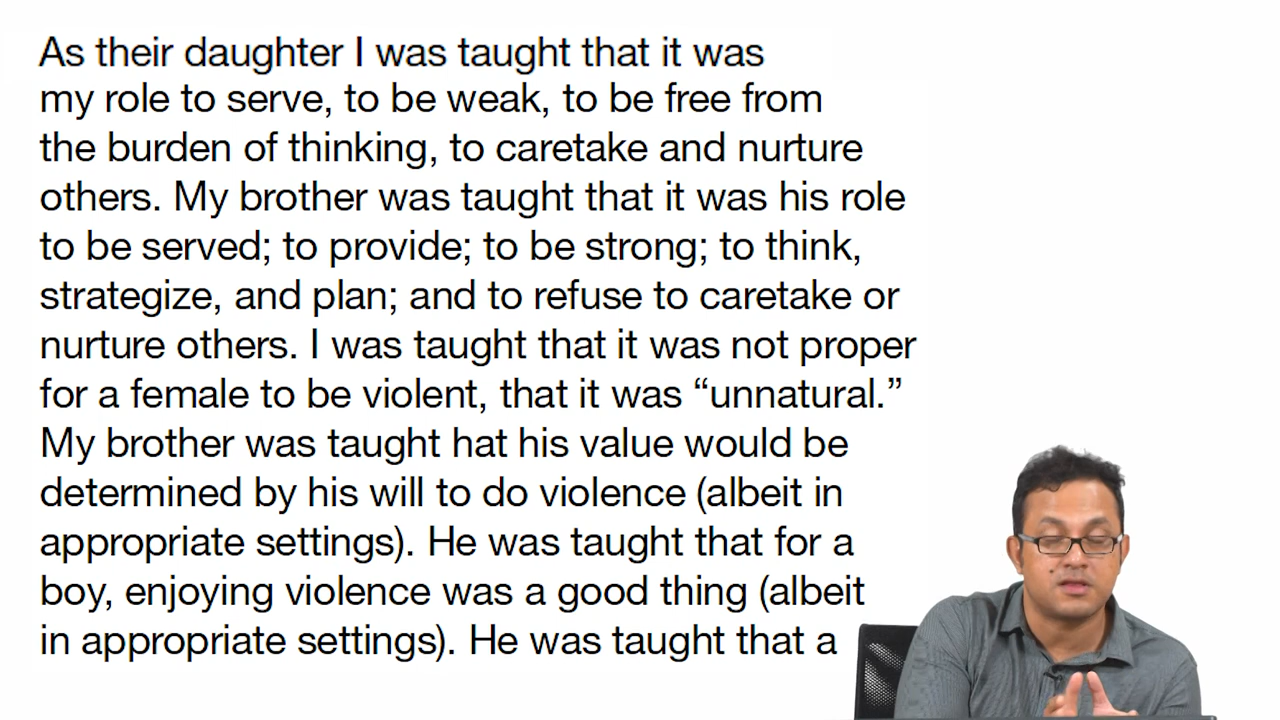 As their daughter I was taught that it was
my role to serve, to be weak, to be free from
the burden of thinking, to caretake and nurture
others. My brother was taught that it was his role
to be served; to provide; to be strong; to think,
strategize, and plan; and to refuse to caretake or
nurture others. I was taught that it was not proper
for a female to be violent, that it was “unnatural.”
My brother was taught hat his value would be
determined by his will to do violence (albeit in
appropriate settings). He was taught that for a
boy, enjoying violence was a good thing (albeit
in appropriate settings). He was taught that a